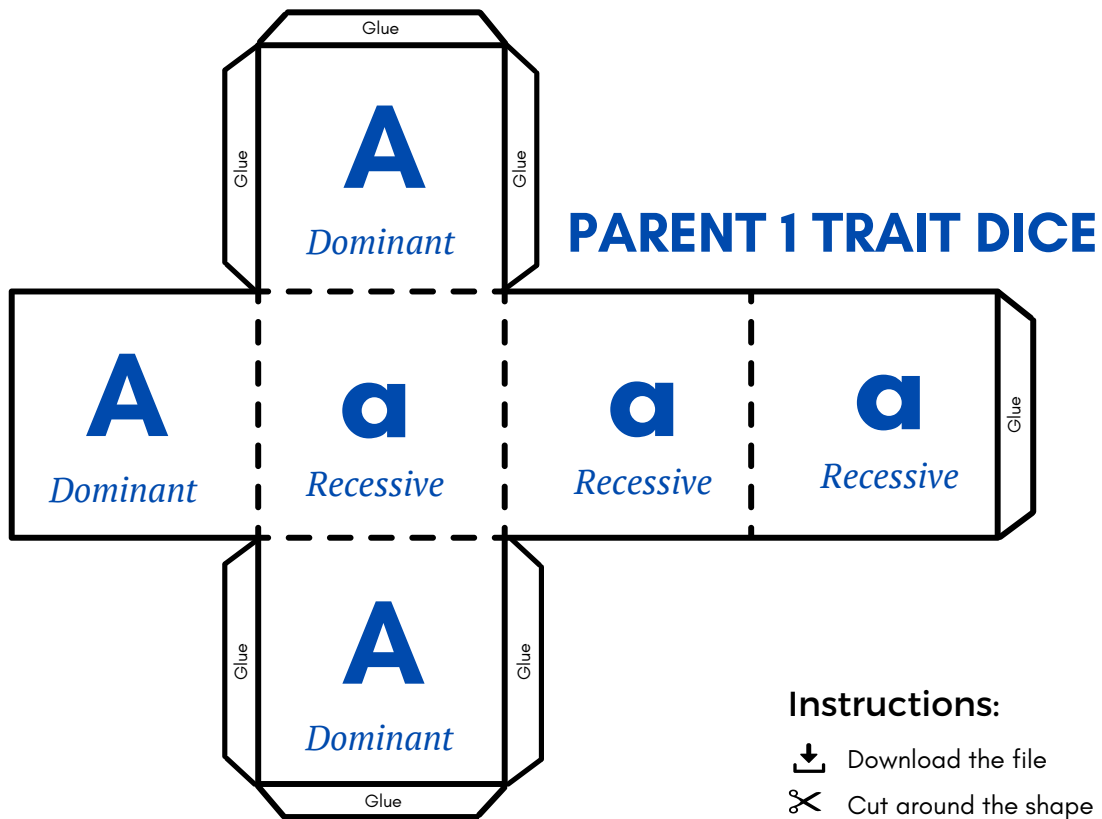 Glue
Glue
Glue
A
Dominant
PARENT 1 TRAIT DICE
A
Dominant
a
Recessive
a
Recessive
a
Recessive
Glue
Glue
Glue
A
Dominant
Glue
Instructions:
Download the file
Cut around the shape